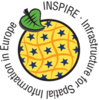 INSPIRE · Infrastructure for Spatial Information in Europe